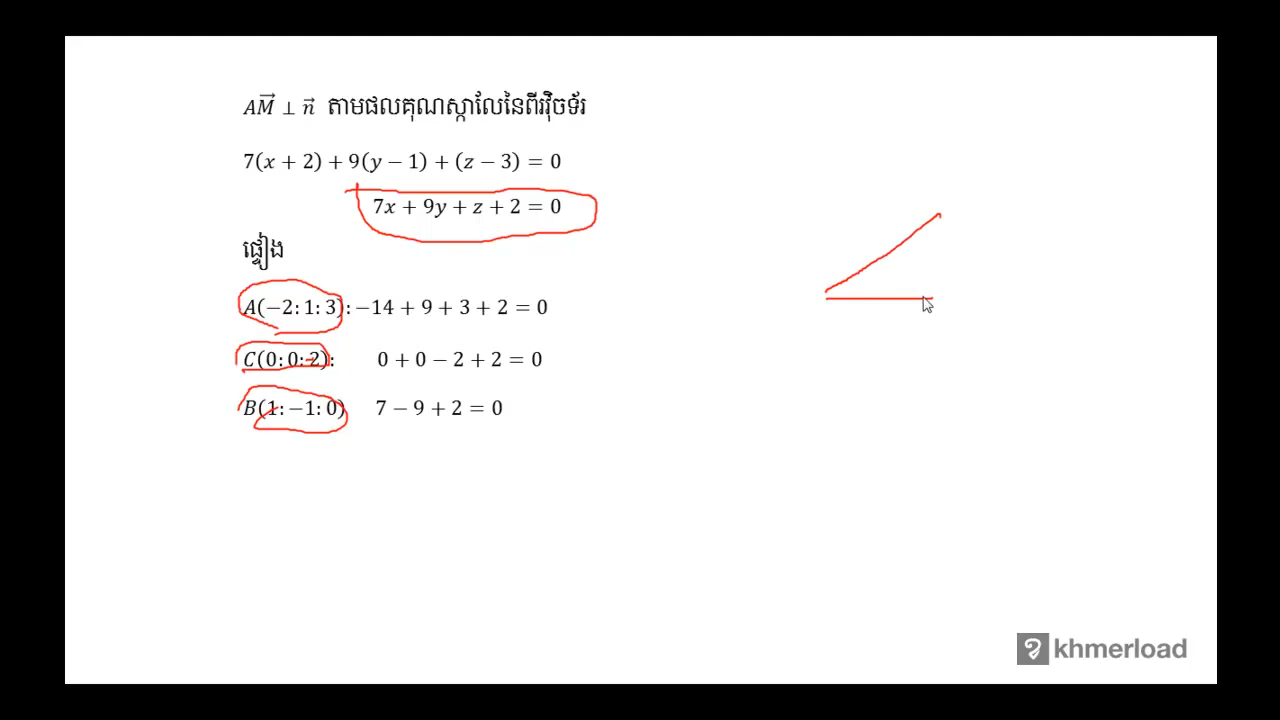 AM⃗ ⊥ n⃗ តាមផលគុណស្កាលែនៃពីរវ៉ិចទ័រ
7(x + 2) + 9(y − 1) + (z − 3) = 0
7x + 9y + z + 2 = 0
ផ្ទៀង
A(−2: 1: 3): −14 + 9 + 3 + 2 = 0
C(0: 0: -2): 0 + 0 − 2 + 2 = 0
B(1: −1: 0) 7 − 9 + 2 = 0
khmerload